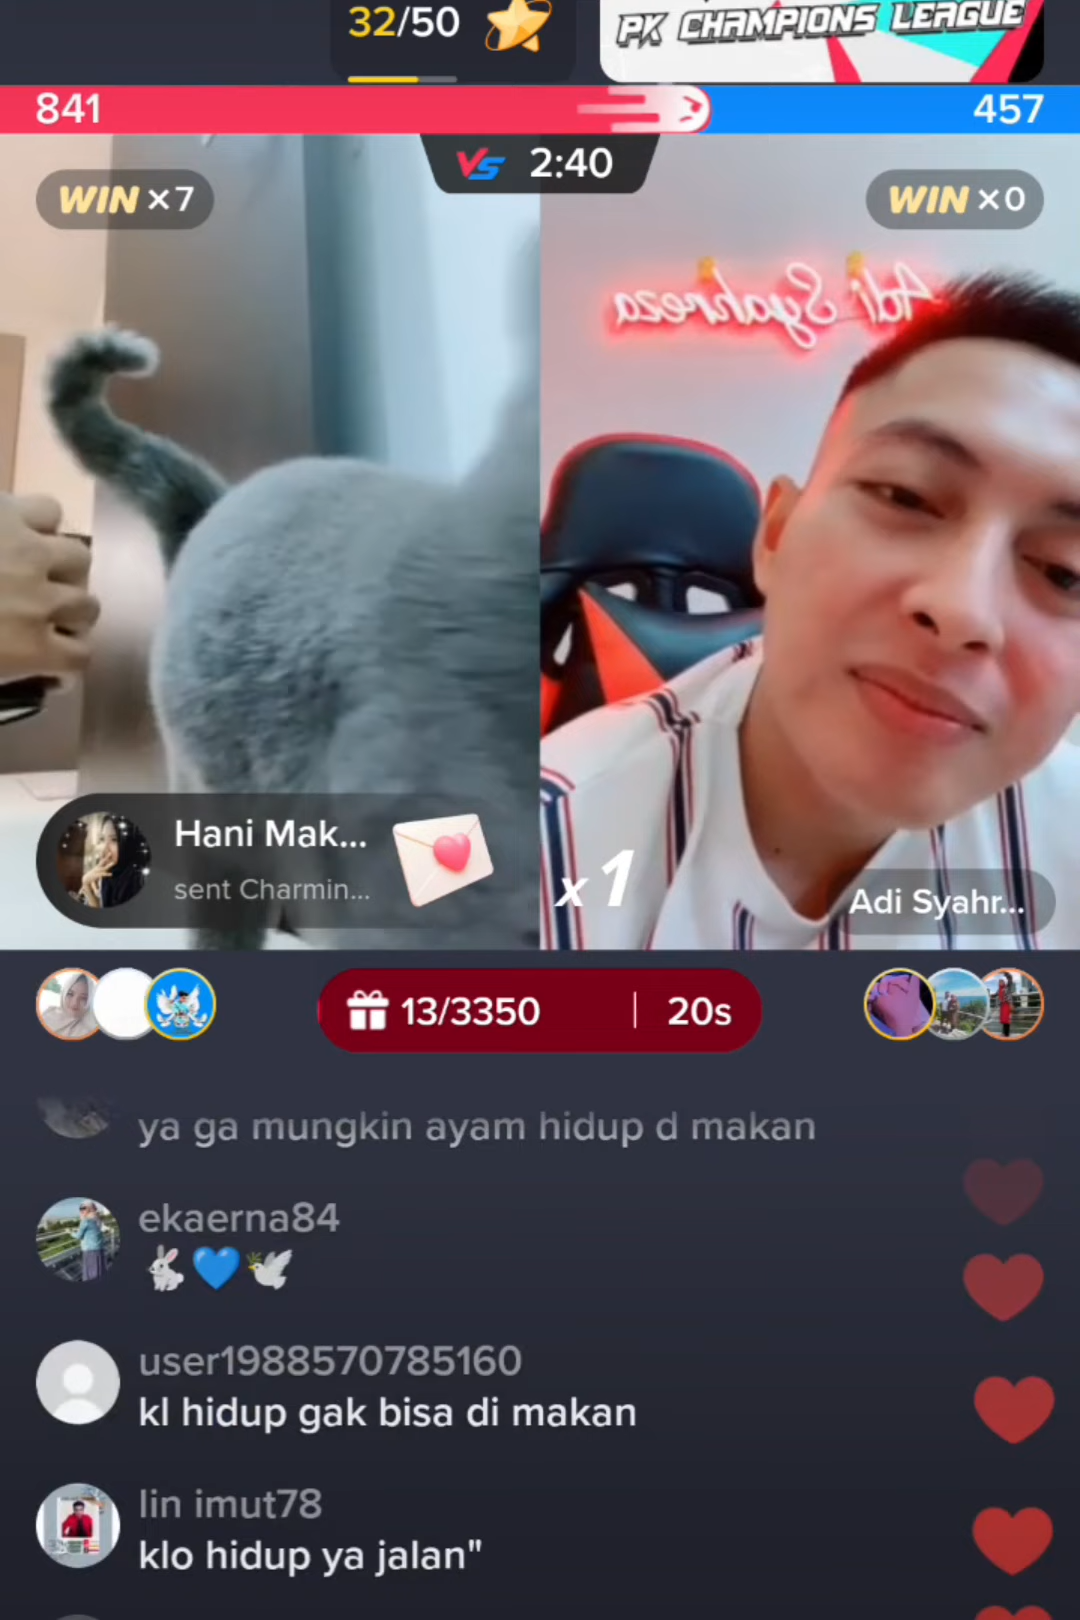 32/50
PK CHAMPIONS LEAGUE
841
457
VS 2:40
WIN ×7
WIN ×0
Adi Syahreza
Hani Mak...
sent Charmin...
x1
Adi Syahr...
13/3350 | 20s
ya ga mungkin ayam hidup d makan
ekaerna84
🐇💙🕊️
user1988570785160
kl hidup gak bisa di makan
lin imut78
klo hidup ya jalan"